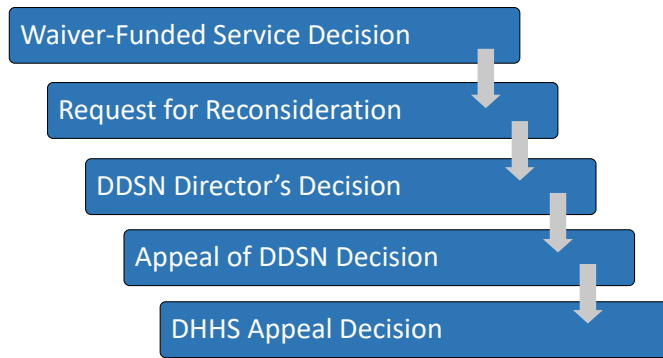 Waiver-Funded Service Decision
Request for Reconsideration
DDSN Director’s Decision
Appeal of DDSN Decision
DHHS Appeal Decision